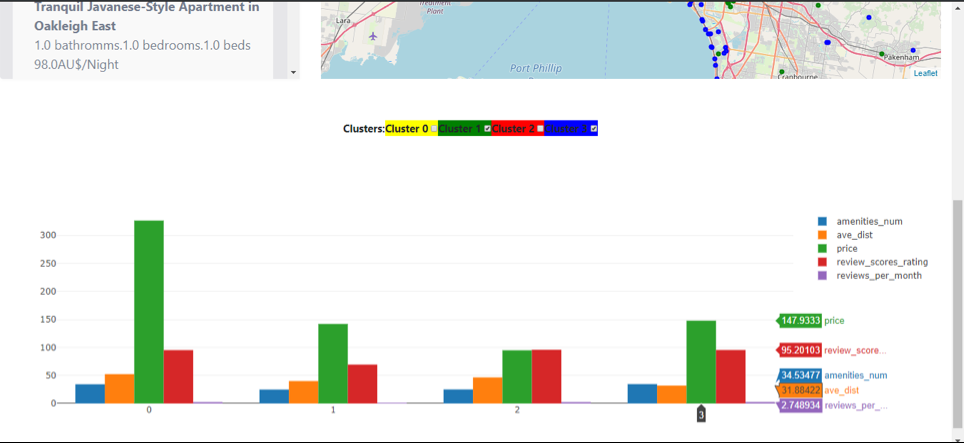 Tranquil Javanese-Style Apartment in
Oakleigh East
1.0 bathromms.1.0 bedrooms.1.0 beds
98.0AU$/Night
Treatment
Plant
Lara
Port Phillip
Pakenham
Cranbourne
Leaflet
Clusters:Cluster 0 Cluster 1 Cluster 2 Cluster 3
300
250
200
150
100
50
0
0 1 2 3
amenities_num
ave_dist
price
review_scores_rating
reviews_per_month
147.9333 price
95.20103 review_score...
34.53477 amenities_num
31.88422 ave_dist
2.748934 reviews_per_...